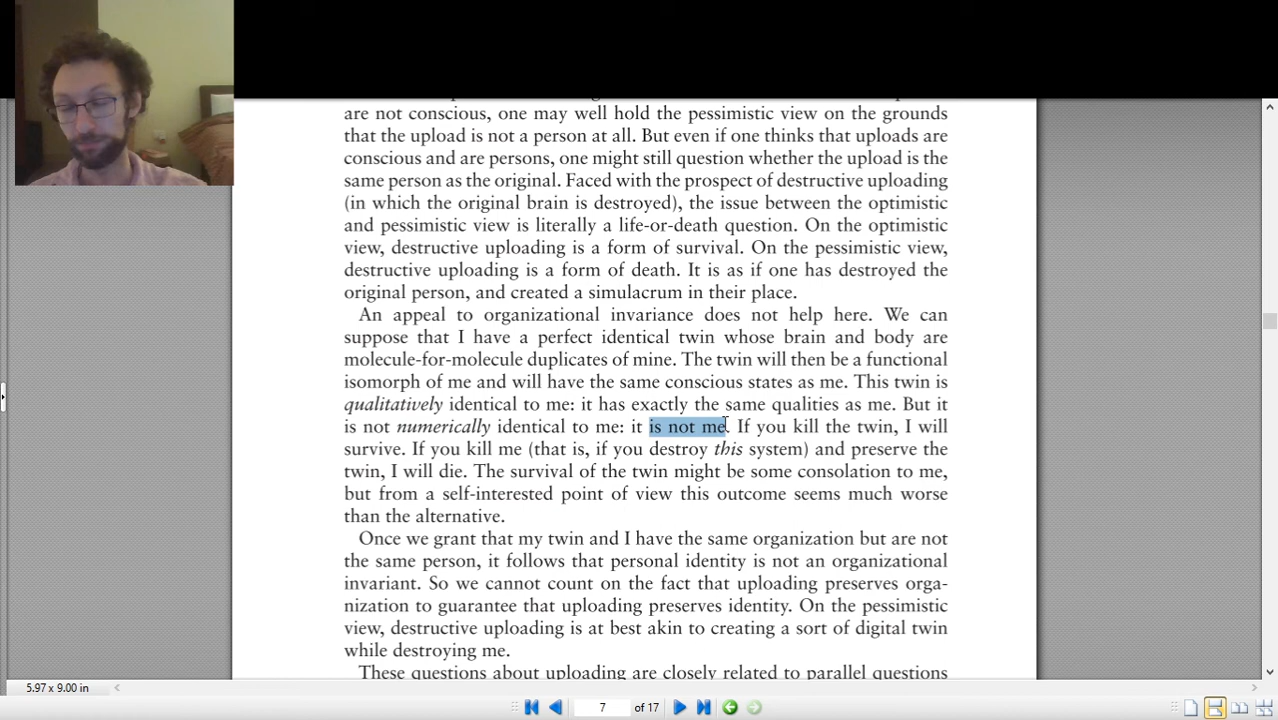 are not conscious, one may well hold the pessimistic view on the grounds
that the upload is not a person at all. But even if one thinks that uploads are
conscious and are persons, one might still question whether the upload is the
same person as the original. Faced with the prospect of destructive uploading
(in which the original brain is destroyed), the issue between the optimistic
and pessimistic view is literally a life-or-death question. On the optimistic
view, destructive uploading is a form of survival. On the pessimistic view,
destructive uploading is a form of death. It is as if one has destroyed the
original person, and created a simulacrum in their place.
An appeal to organizational invariance does not help here. We can
suppose that I have a perfect identical twin whose brain and body are
molecule-for-molecule duplicates of mine. The twin will then be a functional
isomorph of me and will have the same conscious states as me. This twin is
qualitatively identical to me: it has exactly the same qualities as me. But it
is not numerically identical to me: it is not me. If you kill the twin, I will
survive. If you kill me (that is, if you destroy this system) and preserve the
twin, I will die. The survival of the twin might be some consolation to me,
but from a self-interested point of view this outcome seems much worse
than the alternative.
Once we grant that my twin and I have the same organization but are not
the same person, it follows that personal identity is not an organizational
invariant. So we cannot count on the fact that uploading preserves orga-
nization to guarantee that uploading preserves identity. On the pessimistic
view, destructive uploading is at best akin to creating a sort of digital twin
while destroying me.
These questions about uploading are closely related to parallel questions
5.97 x 9.00 in
7 of 17